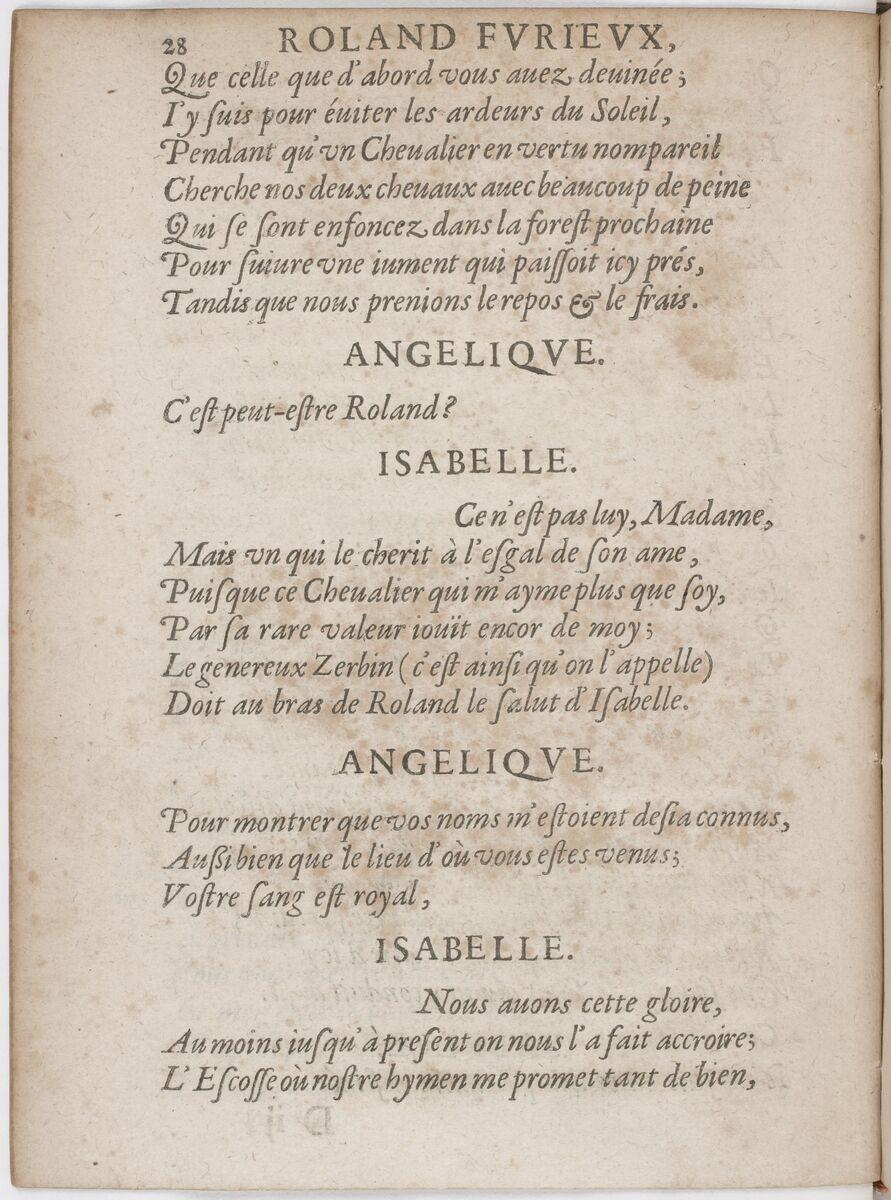 28 ROLAND FVRIEVX,
Que celle que d'abord vous auez deuinée;
I'y ſuis pour éuiter les ardeurs du Soleil,
Pendant qu'vn Cheualier en vertu nompareil
Cherche nos deux cheuaux auec beaucoup de peine
Qui ſe ſont enfoncez dans la foreſt prochaine
Pour ſuiure vne iument qui paiſſoit icy prés,
Tandis que nous prenions le repos & le frais.
ANGELIQVE.
C'eſt peut-eſtre Roland?
ISABELLE.
Ce n'eſt pas luy, Madame,
Mais vn qui le cherit à l'eſgal de ſon ame,
Puiſque ce Cheualier qui m'ayme plus que ſoy,
Par ſa rare valeur iouït encor de moy;
Le genereux Zerbin (c'eſt ainſi qu'on l'appelle)
Doit au bras de Roland le ſalut d'Iſabelle.
ANGELIQVE.
Pour montrer que vos noms m'eſtoient deſia connus,
Auſſi bien que le lieu d'où vous eſtes venus;
Voſtre ſang eſt royal,
ISABELLE.
Nous auons cette gloire,
Au moins iuſqu'à preſent on nous l'a fait accroire;
L'Eſcoſſe où noſtre hymen me promet tant de bien,